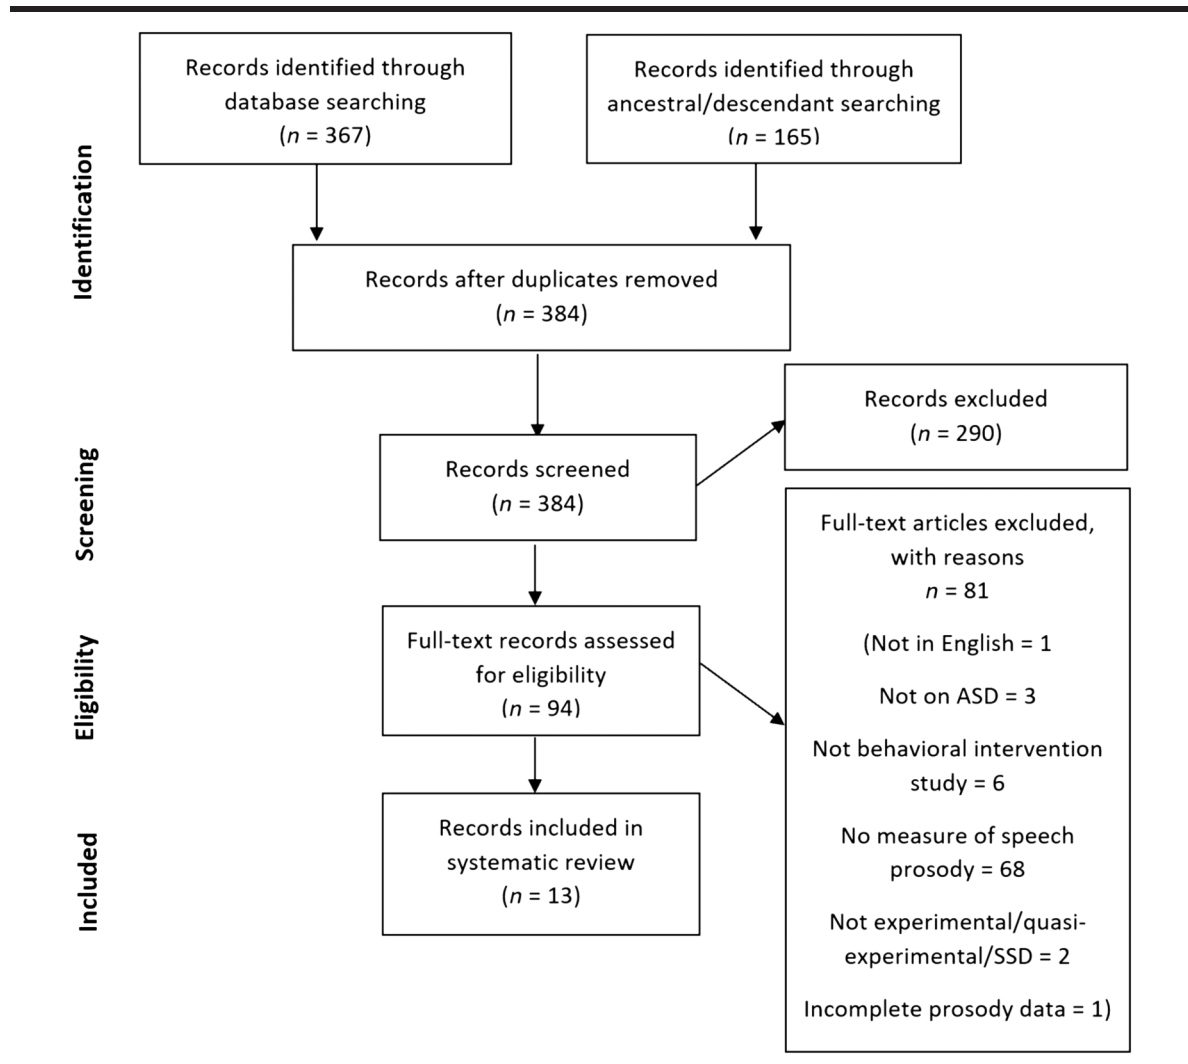 Records identified through
database searching
(n = 367)
Records identified through
ancestral/descendant searching
(n = 165)
Identification
Records after duplicates removed
(n = 384)
Records excluded
(n = 290)
Screening
Records screened
(n = 384)
Full-text articles excluded,
with reasons
n = 81
(Not in English = 1
Not on ASD = 3
Not behavioral intervention
study = 6
No measure of speech
prosody = 68
Not experimental/quasi-
experimental/SSD = 2
Incomplete prosody data = 1)
Eligibility
Full-text records assessed
for eligibility
(n = 94)
Included
Records included in
systematic review
(n = 13)